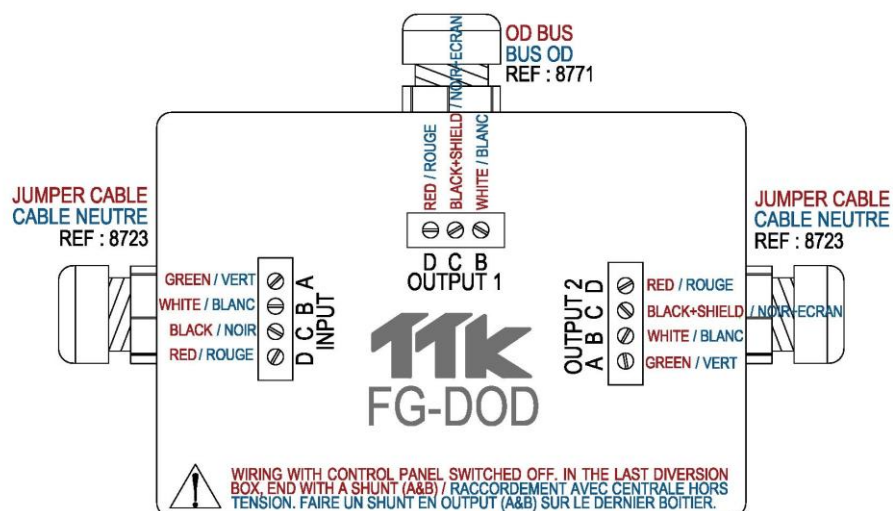 OD BUS
BUS OD
REF : 8771
RED / ROUGE
BLACK+SHIELD / NOIR+ECRAN
WHITE / BLANC
D C B
OUTPUT 1
JUMPER CABLE
CABLE NEUTRE
REF : 8723
GREEN / VERT A
WHITE / BLANC B
BLACK / NOIR C
RED / ROUGE D
INPUT
JUMPER CABLE
CABLE NEUTRE
REF : 8723
OUTPUT 2
D RED / ROUGE
C BLACK+SHIELD / NOIR+ECRAN
B WHITE / BLANC
A GREEN / VERT
TTK
FG-DOD
WIRING WITH CONTROL PANEL SWITCHED OFF. IN THE LAST DIVERSION
BOX, END WITH A SHUNT (A&B) / RACCORDEMENT AVEC CENTRALE HORS
TENSION. FAIRE UN SHUNT EN OUTPUT (A&B) SUR LE DERNIER BOITIER.